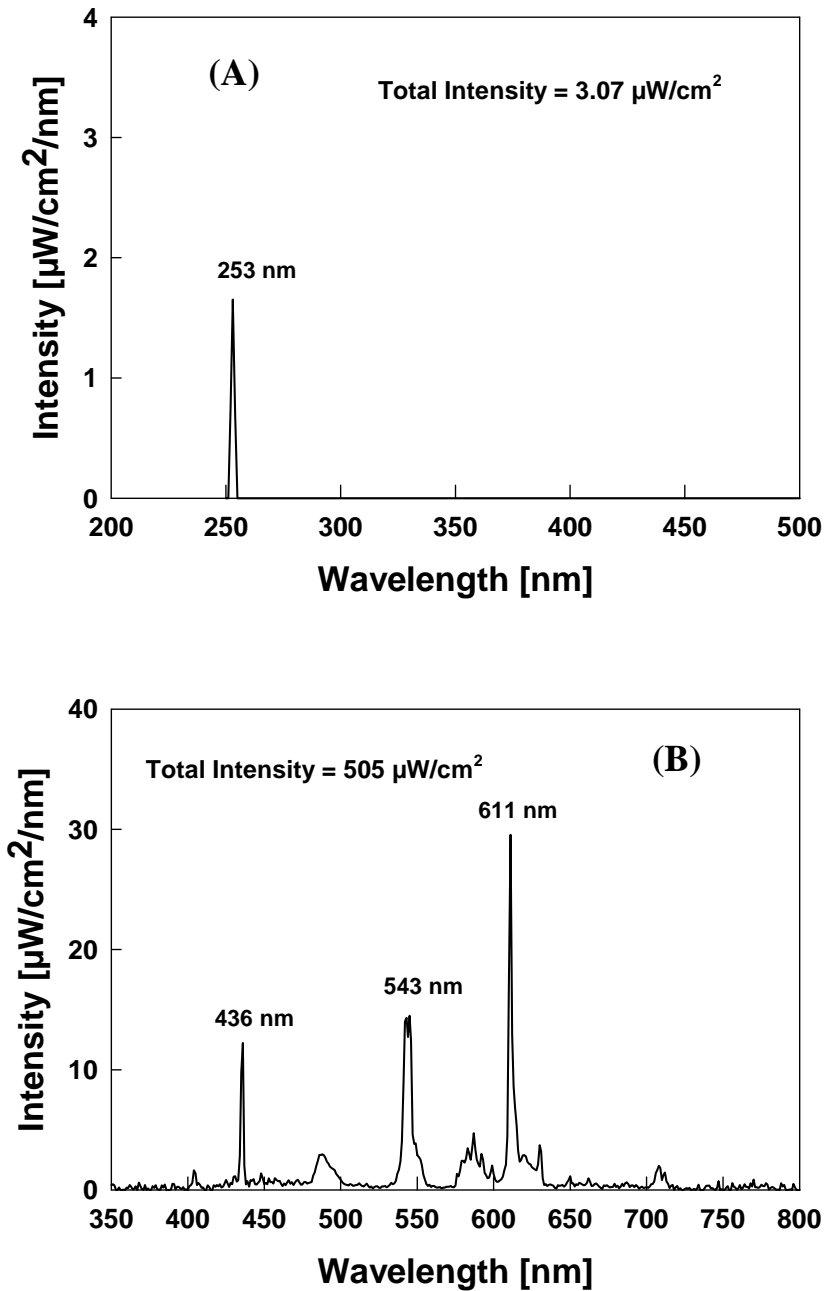 4
(A)
Total Intensity = 3.07 µW/cm²
3
Intensity [µW/cm²/nm]
2
253 nm
1
0
200 250 300 350 400 450 500
Wavelength [nm]
40
Total Intensity = 505 µW/cm²
(B)
611 nm
30
Intensity [µW/cm²/nm]
20
543 nm
436 nm
10
0
350 400 450 500 550 600 650 700 750 800
Wavelength [nm]